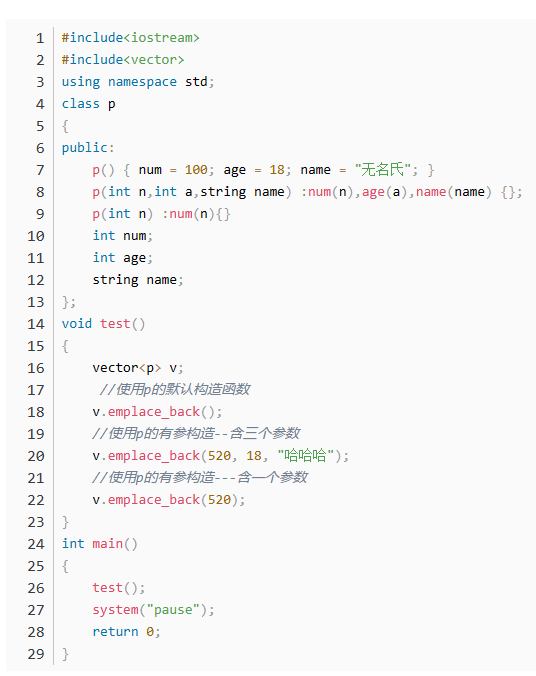 1 #include<iostream>
2 #include<vector>
3 using namespace std;
4 class p
5 {
6 public:
7     p() { num = 100; age = 18; name = "无名氏"; }
8     p(int n,int a,string name) :num(n),age(a),name(name) {};
9     p(int n) :num(n){}
10     int num;
11     int age;
12     string name;
13 };
14 void test()
15 {
16     vector<p> v;
17      //使用p的默认构造函数
18     v.emplace_back();
19     //使用p的有参构造--含三个参数
20     v.emplace_back(520, 18, "哈哈哈");
21     //使用p的有参构造---含一个参数
22     v.emplace_back(520);
23 }
24 int main()
25 {
26     test();
27     system("pause");
28     return 0;
29 }